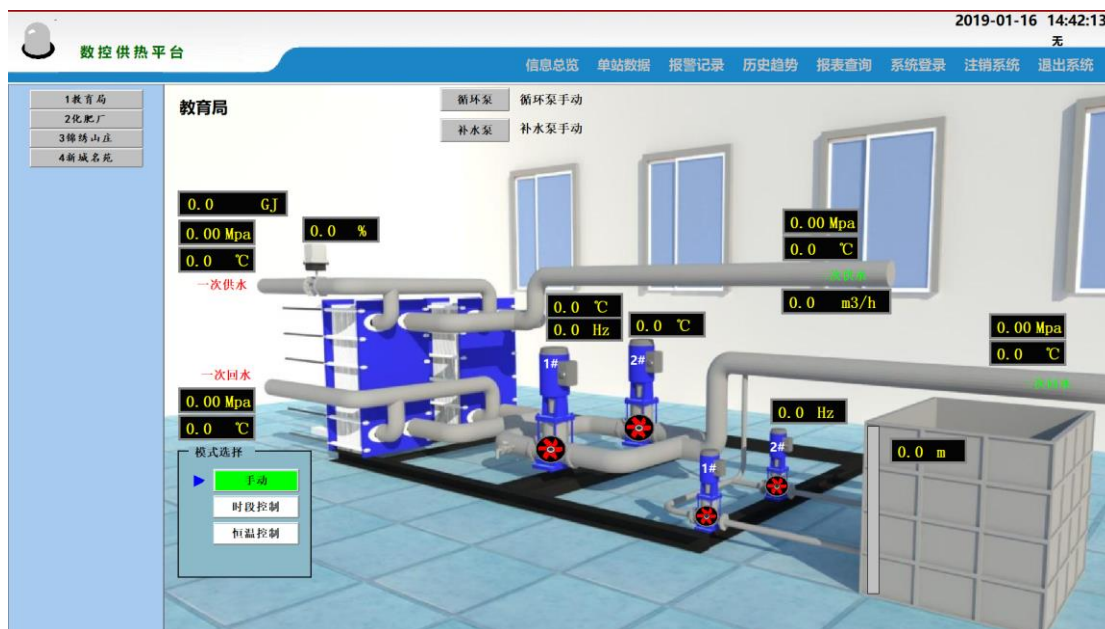 2019-01-16 14:42:13
无
数控供热平台
信息总览 单站数据 报警记录 历史趋势 报表查询 系统登录 注销系统 退出系统
1教育局
2化肥厂
3锦绣山庄
4新城名苑
教育局
循环泵 循环泵手动
补水泵 补水泵手动
0.0 GJ
0.00 Mpa
0.0 ℃
0.0 %
一次供水
0.00 Mpa
0.0 ℃
0.0 m3/h
0.0 ℃
0.0 Hz
0.0 ℃
0.00 Mpa
0.0 ℃
1#
2#
一次回水
0.00 Mpa
0.0 ℃
0.0 Hz
1#
2#
0.0 m
模式选择
手动
时段控制
恒温控制